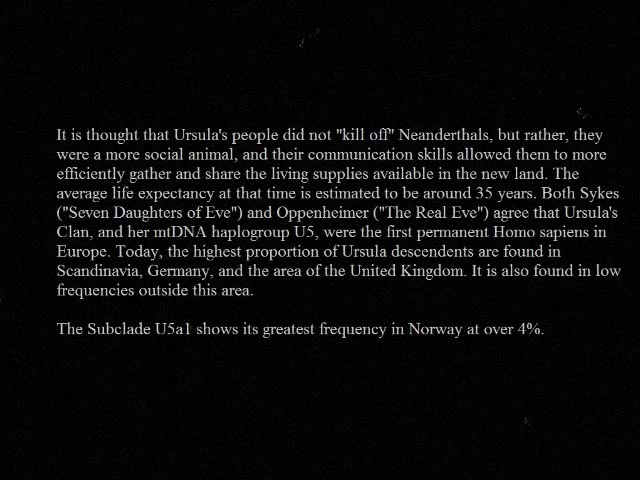 It is thought that Ursula's people did not "kill off" Neanderthals, but rather, they
were a more social animal, and their communication skills allowed them to more
efficiently gather and share the living supplies available in the new land. The
average life expectancy at that time is estimated to be around 35 years. Both Sykes
("Seven Daughters of Eve") and Oppenheimer ("The Real Eve") agree that Ursula's
Clan, and her mtDNA haplogroup U5, were the first permanent Homo sapiens in
Europe. Today, the highest proportion of Ursula descendents are found in
Scandinavia, Germany, and the area of the United Kingdom. It is also found in low
frequencies outside this area.
The Subclade U5a1 shows its greatest frequency in Norway at over 4%.